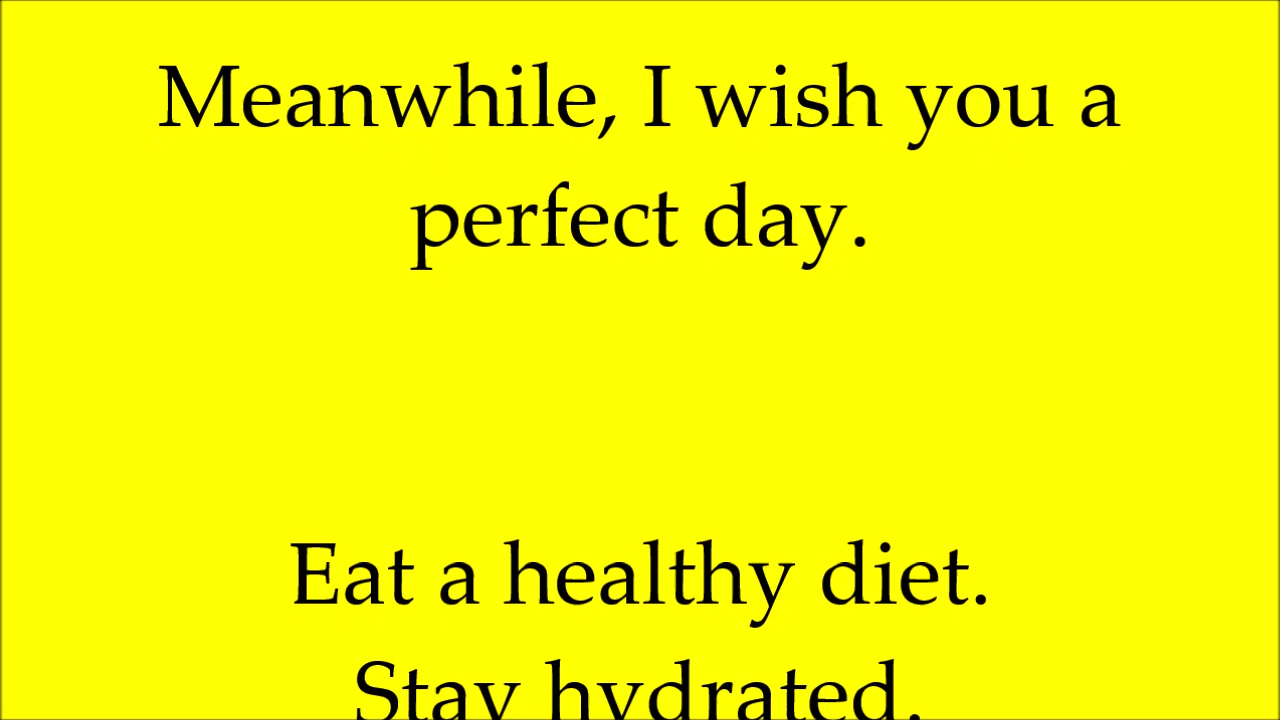 Meanwhile, I wish you a
perfect day.
Eat a healthy diet.
Stay hydrated.